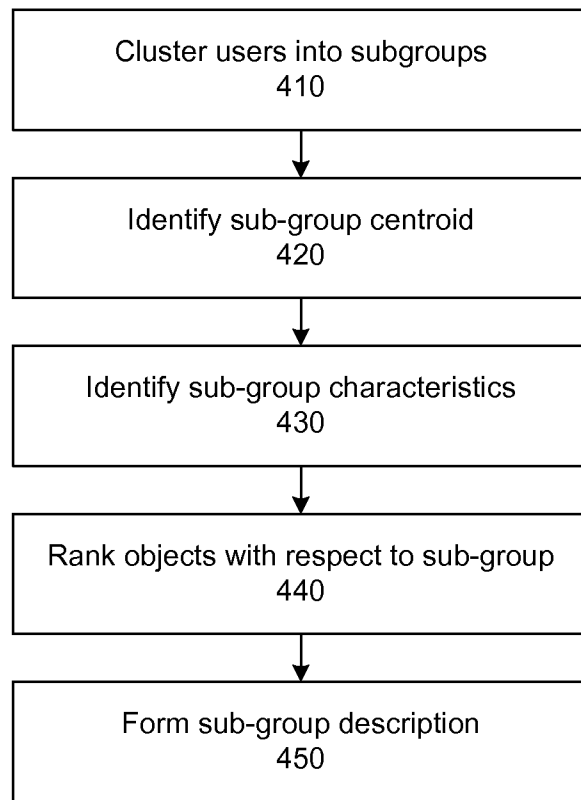 Cluster users into subgroups
410
Identify sub-group centroid
420
Identify sub-group characteristics
430
Rank objects with respect to sub-group
440
Form sub-group description
450